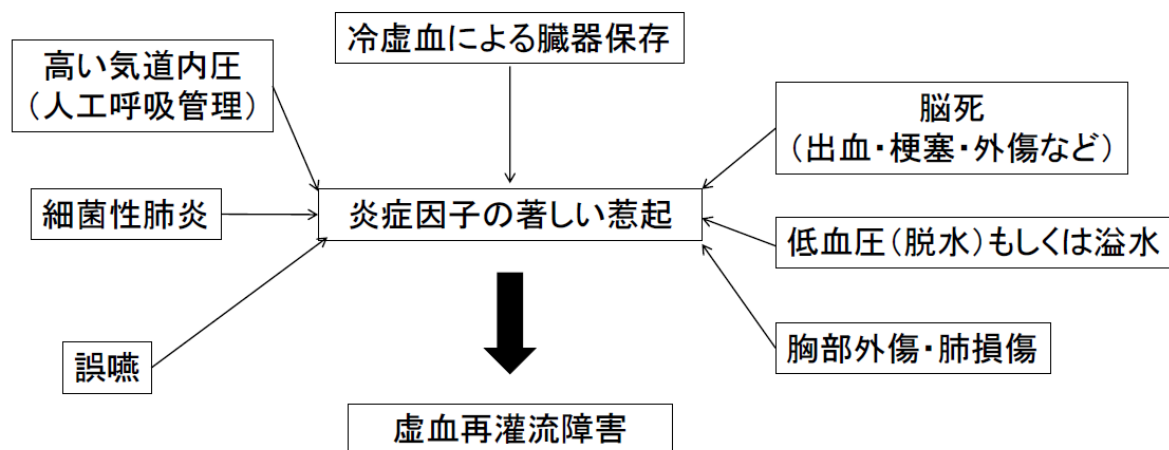 冷虚血による臓器保存
高い気道内圧
（人工呼吸管理）
脳死
（出血・梗塞・外傷など）
細菌性肺炎
炎症因子の著しい惹起
低血圧（脱水）もしくは溢水
誤嚥
胸部外傷・肺損傷
虚血再灌流障害